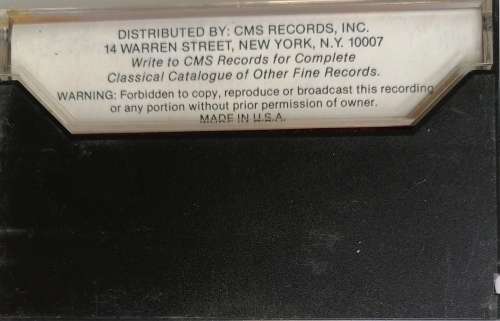 DISTRIBUTED BY: CMS RECORDS, INC.
14 WARREN STREET, NEW YORK, N.Y. 10007
Write to CMS Records for Complete
Classical Catalogue of Other Fine Records.
WARNING: Forbidden to copy, reproduce or broadcast this recording
or any portion without prior permission of owner.
MADE IN U.S.A.